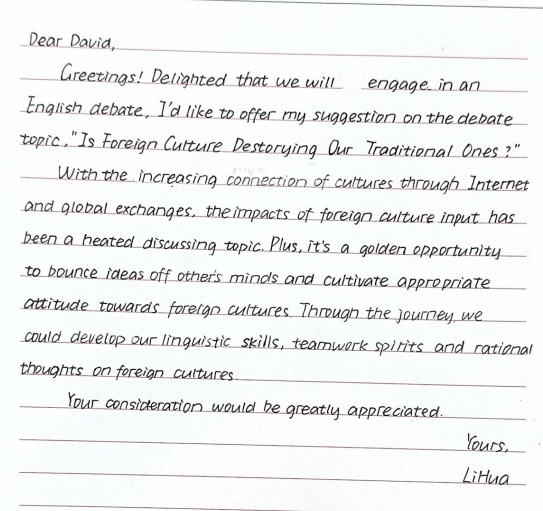 Dear David,
Greetings! Delighted that we will engage in an
English debate, I'd like to offer my suggestion on the debate
topic, "Is Foreign Culture Destorying Our Traditional Ones?"
With the increasing connection of cultures through Internet
and global exchanges, the impacts of foreign culture input has
been a heated discussing topic. Plus, it's a golden opportunity
to bounce ideas off other's minds and cultivate appropriate
attitude towards foreign cultures. Through the journey, we
could develop our linguistic skills, teamwork spirits and rational
thoughts on foreign cultures.
Your consideration would be greatly appreciated.
Yours,
LiHua